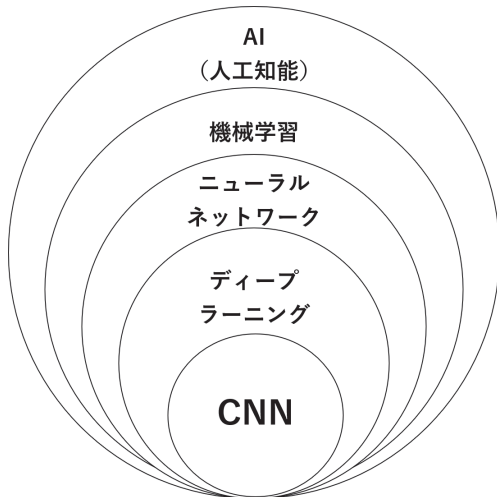 AI
（人工知能）
機械学習
ニューラル
ネットワーク
ディープ
ラーニング
CNN